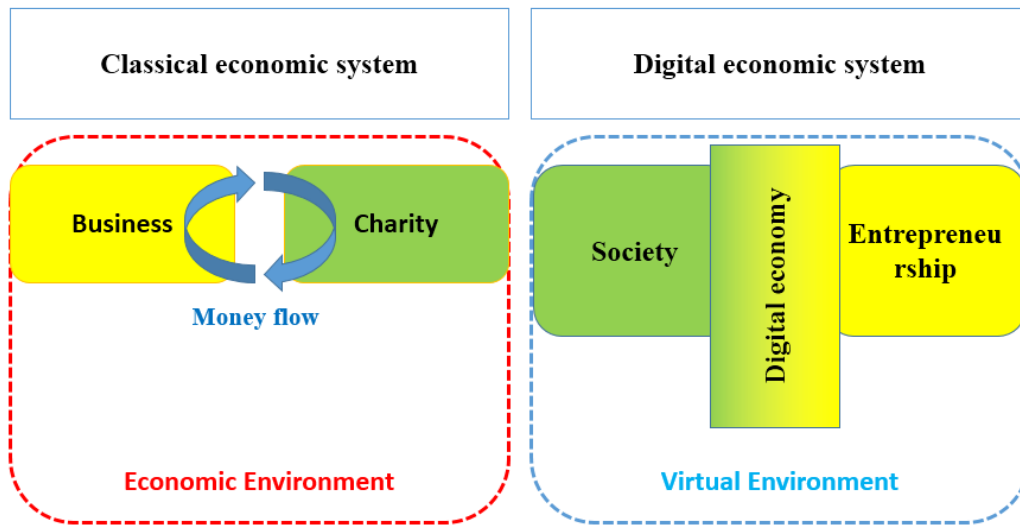 Classical economic system
Digital economic system
Business
Charity
Money flow
Economic Environment
Society
Digital economy
Entrepreneu
rship
Virtual Environment